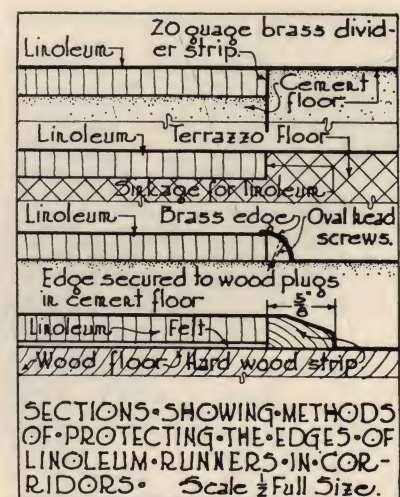 20 guage brass divid-
Linoleum er strip.
Cement
floor.
Linoleum Terrazzo Floor
Sinkage for linoleum
Linoleum Brass edge Oval head
screws.
Edge secured to wood plugs
in cement floor
5/8"
Linoleum Felt
Wood floor Hard wood strip
SECTIONS·SHOWING·METHODS
OF·PROTECTING·THE·EDGES·OF
LINOLEUM·RUNNERS·IN·COR-
RIDORS· Scale ½ Full Size.